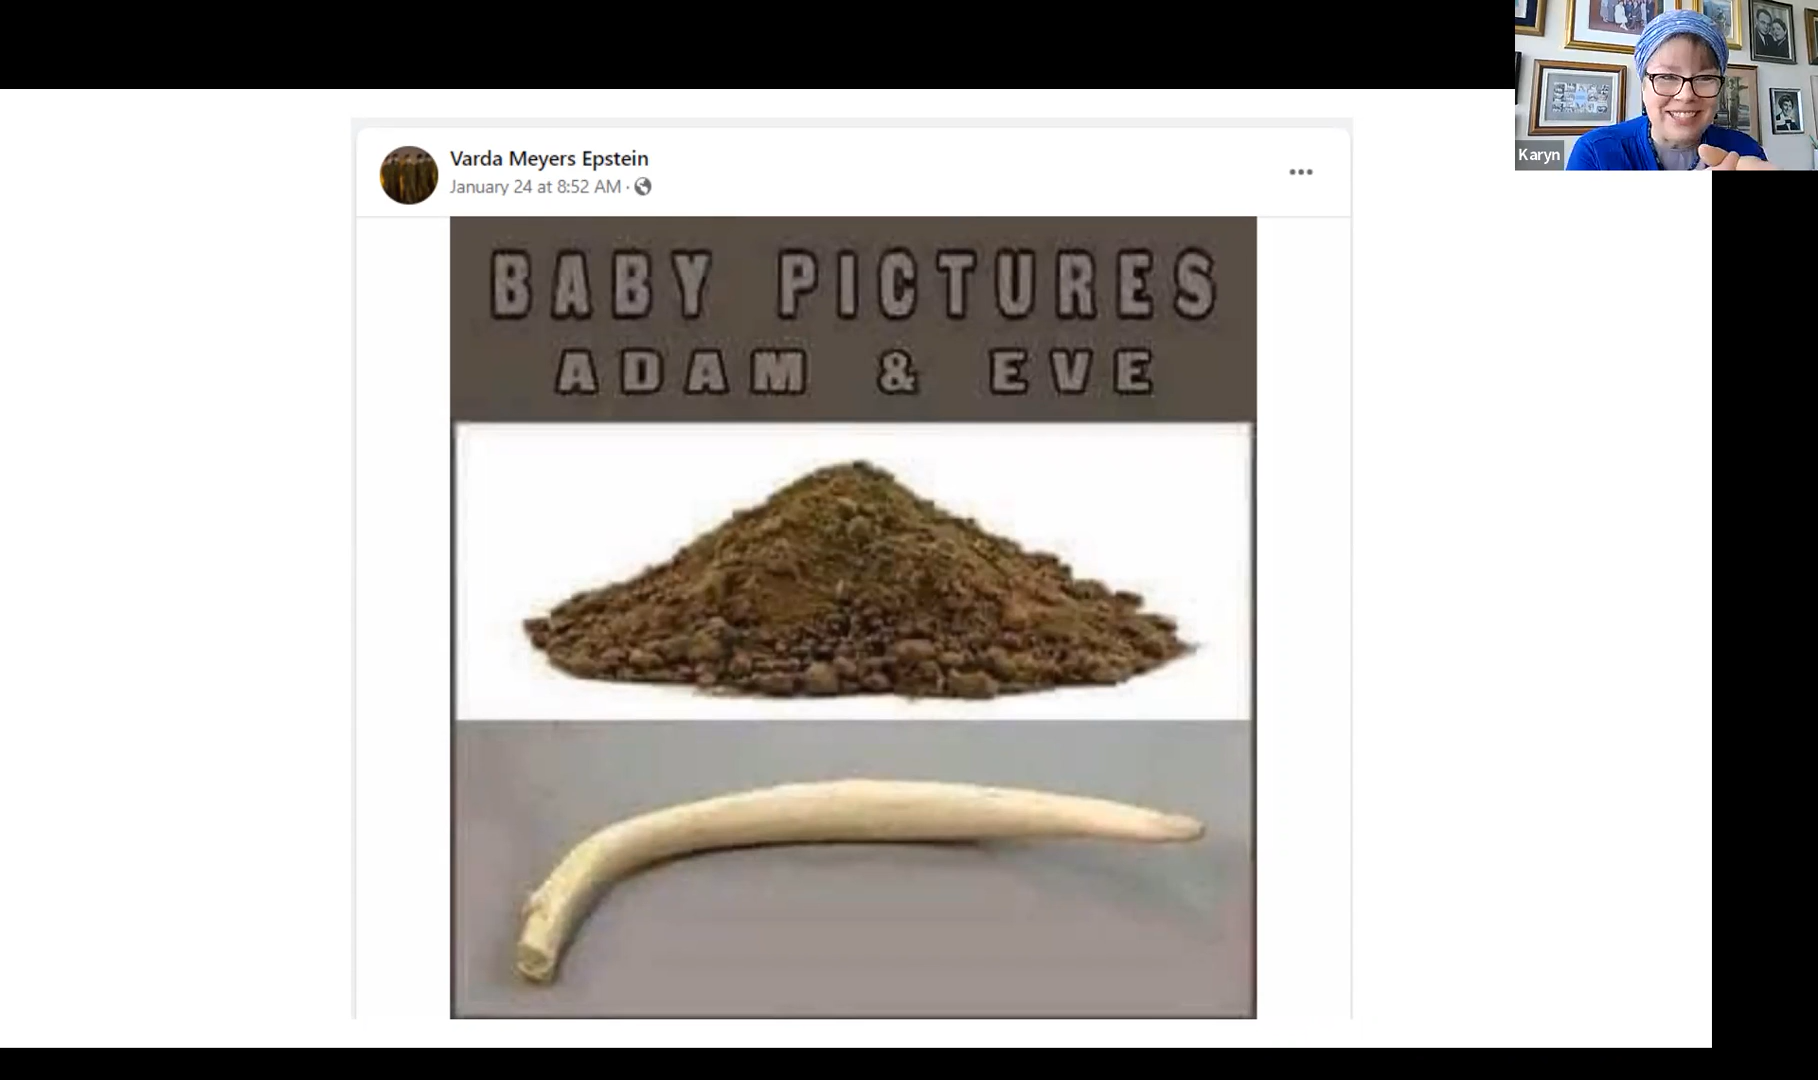 Varda Meyers Epstein
January 24 at 8:52 AM ·
BABY PICTURES
ADAM & EVE
Karyn